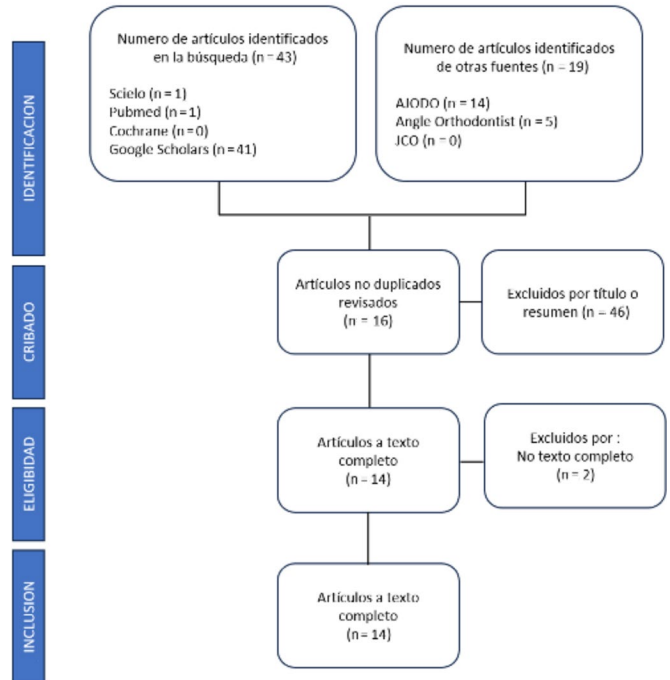 IDENTIFICACION
Numero de artículos identificados
en la búsqueda (n = 43)
Scielo (n = 1)
Pubmed (n = 1)
Cochrane (n = 0)
Google Scholars (n = 41)
Numero de artículos identificados
de otras fuentes (n = 19)
AJODO (n = 14)
Angle Orthodontist (n = 5)
JCO (n = 0)
CRIBADO
Artículos no duplicados
revisados
(n = 16)
Excluidos por título o
resumen (n = 46)
ELIGIBIDAD
Artículos a texto
completo
(n = 14)
Excluidos por :
No texto completo
(n = 2)
INCLUSION
Artículos a texto
completo
(n = 14)